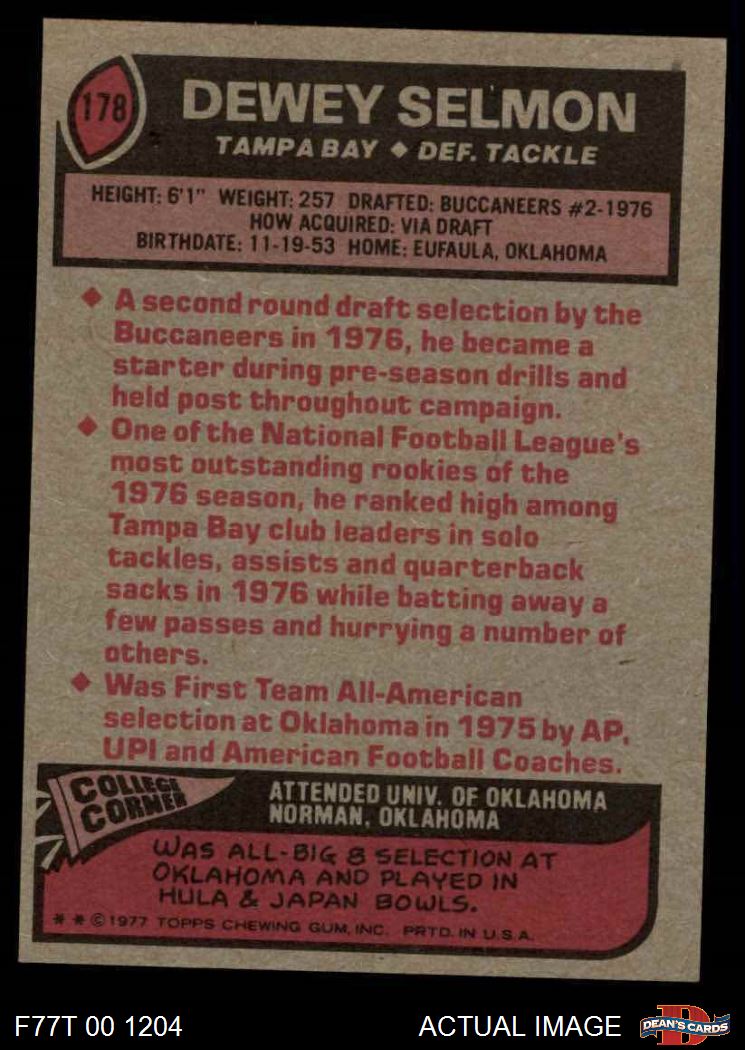 178
DEWEY SELMON
TAMPA BAY ◆ DEF. TACKLE
HEIGHT: 6'1" WEIGHT: 257 DRAFTED: BUCCANEERS #2-1976
HOW ACQUIRED: VIA DRAFT
BIRTHDATE: 11-19-53 HOME: EUFAULA, OKLAHOMA
◆ A second round draft selection by the
Buccaneers in 1976, he became a
starter during pre-season drills and
held post throughout campaign.
◆ One of the National Football League's
most outstanding rookies of the
1976 season, he ranked high among
Tampa Bay club leaders in solo
tackles, assists and quarterback
sacks in 1976 while batting away a
few passes and hurrying a number of
others.
◆ Was First Team All-American
selection at Oklahoma in 1975 by AP,
UPI and American Football Coaches.
COLLEGE
CORNER
ATTENDED UNIV. OF OKLAHOMA
NORMAN, OKLAHOMA
WAS ALL-BIG 8 SELECTION AT
OKLAHOMA AND PLAYED IN
HULA & JAPAN BOWLS.
* * © 1977 TOPPS CHEWING GUM, INC. PRTD. IN U.S.A.
F77T 00 1204
ACTUAL IMAGE
D
DEAN'S CARDS